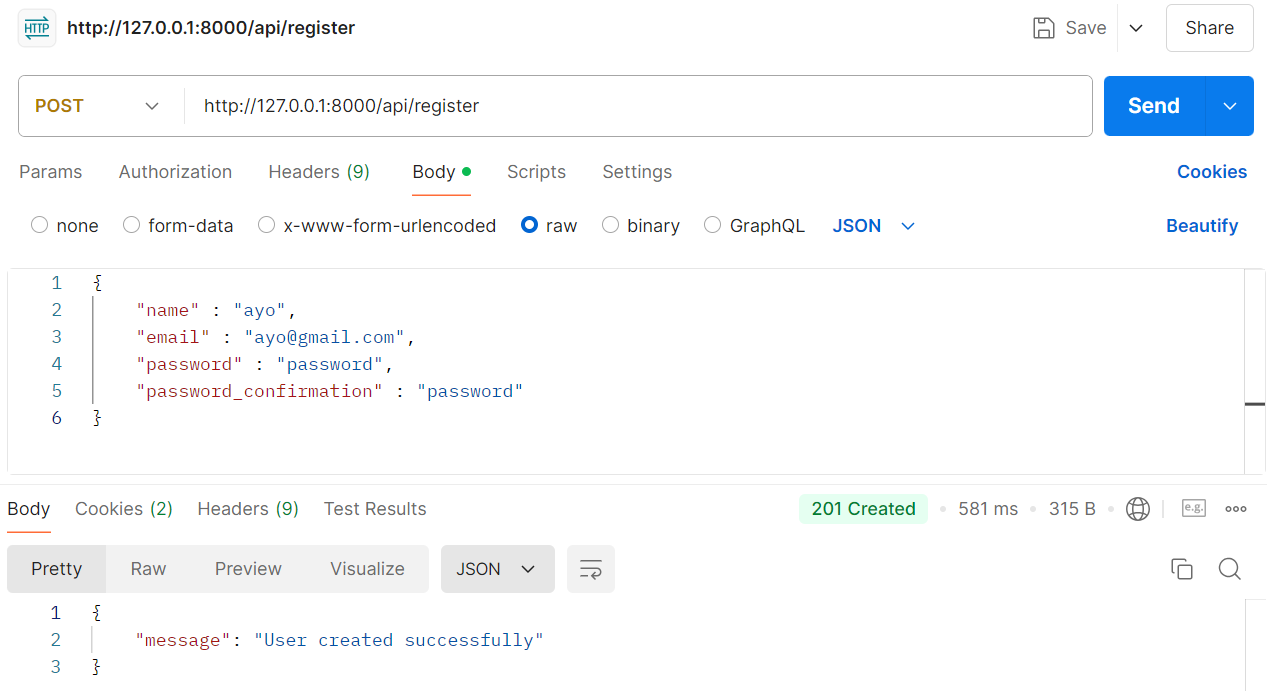 HTTP http://127.0.0.1:8000/api/register Save Share
POST http://127.0.0.1:8000/api/register Send
Params Authorization Headers (9) Body Scripts Settings Cookies
none form-data x-www-form-urlencoded raw binary GraphQL JSON Beautify
1 {
2 "name" : "ayo",
3 "email" : "ayo@gmail.com",
4 "password" : "password",
5 "password_confirmation" : "password"
6 }
Body Cookies (2) Headers (9) Test Results 201 Created 581 ms 315 B e.g.
Pretty Raw Preview Visualize JSON
1 {
2 "message": "User created successfully"
3 }